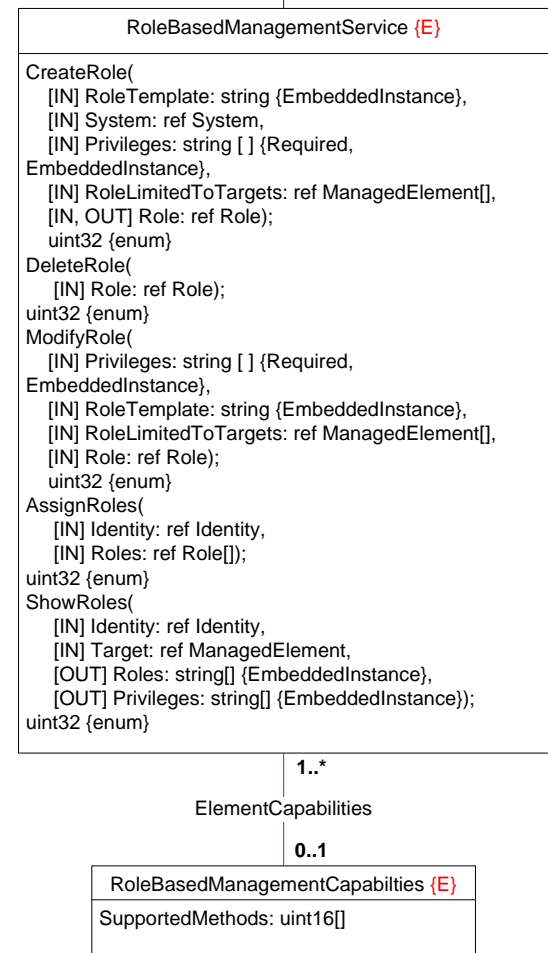 RoleBasedManagementService {E}
CreateRole(
[IN] RoleTemplate: string {EmbeddedInstance},
[IN] System: ref System,
[IN] Privileges: string [ ] {Required,
EmbeddedInstance},
[IN] RoleLimitedToTargets: ref ManagedElement[],
[IN, OUT] Role: ref Role);
uint32 {enum}
DeleteRole(
[IN] Role: ref Role);
uint32 {enum}
ModifyRole(
[IN] Privileges: string [ ] {Required,
EmbeddedInstance},
[IN] RoleTemplate: string {EmbeddedInstance},
[IN] RoleLimitedToTargets: ref ManagedElement[],
[IN] Role: ref Role);
uint32 {enum}
AssignRoles(
[IN] Identity: ref Identity,
[IN] Roles: ref Role[]);
uint32 {enum}
ShowRoles(
[IN] Identity: ref Identity,
[IN] Target: ref ManagedElement,
[OUT] Roles: string[] {EmbeddedInstance},
[OUT] Privileges: string[] {EmbeddedInstance});
uint32 {enum}
1..*
ElementCapabilities
0..1
RoleBasedManagementCapabilties {E}
SupportedMethods: uint16[]